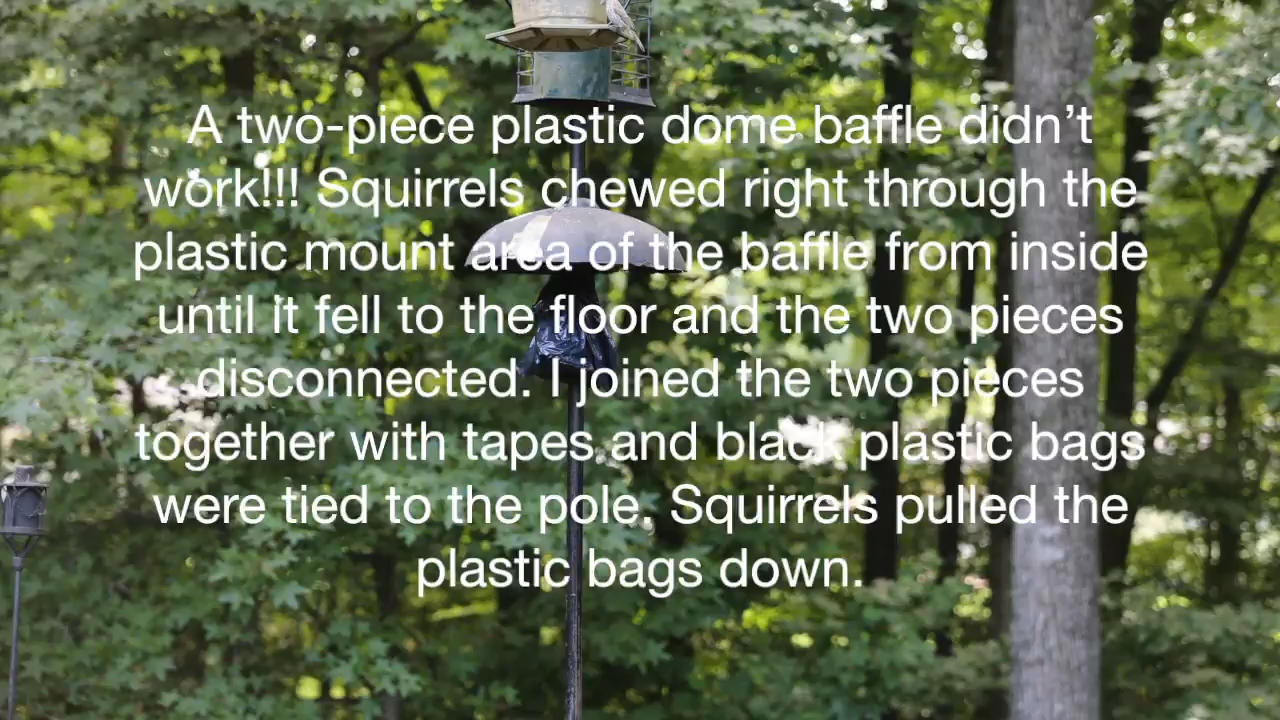 A two-piece plastic dome baffle didn’t
work!!! Squirrels chewed right through the
plastic mount area of the baffle from inside
until it fell to the floor and the two pieces
disconnected. I joined the two pieces
together with tapes and black plastic bags
were tied to the pole. Squirrels pulled the
plastic bags down.